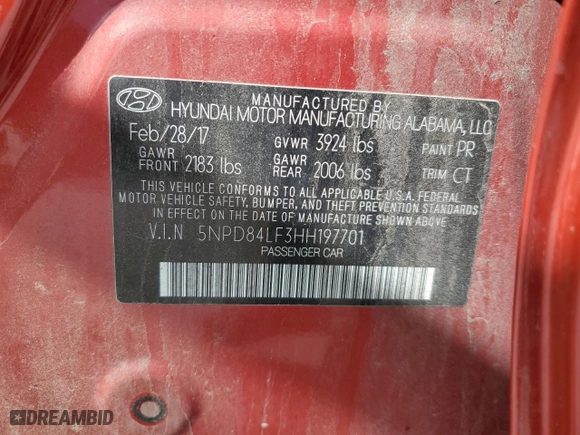 MANUFACTURED BY
HYUNDAI MOTOR MANUFACTURING ALABAMA, LLC
Feb/28/17 GVWR 3924 lbs PAINT PR
GAWR FRONT 2183 lbs GAWR REAR 2006 lbs TRIM CT
THIS VEHICLE CONFORMS TO ALL APPLICABLE U.S.A. FEDERAL
MOTOR VEHICLE SAFETY, BUMPER, AND THEFT PREVENTION STANDARDS
IN EFFECT ON THE DATE OF MANUFACTURE SHOWN ABOVE
V.I.N 5NPD84LF3HH197701
PASSENGER CAR
DREAMBID